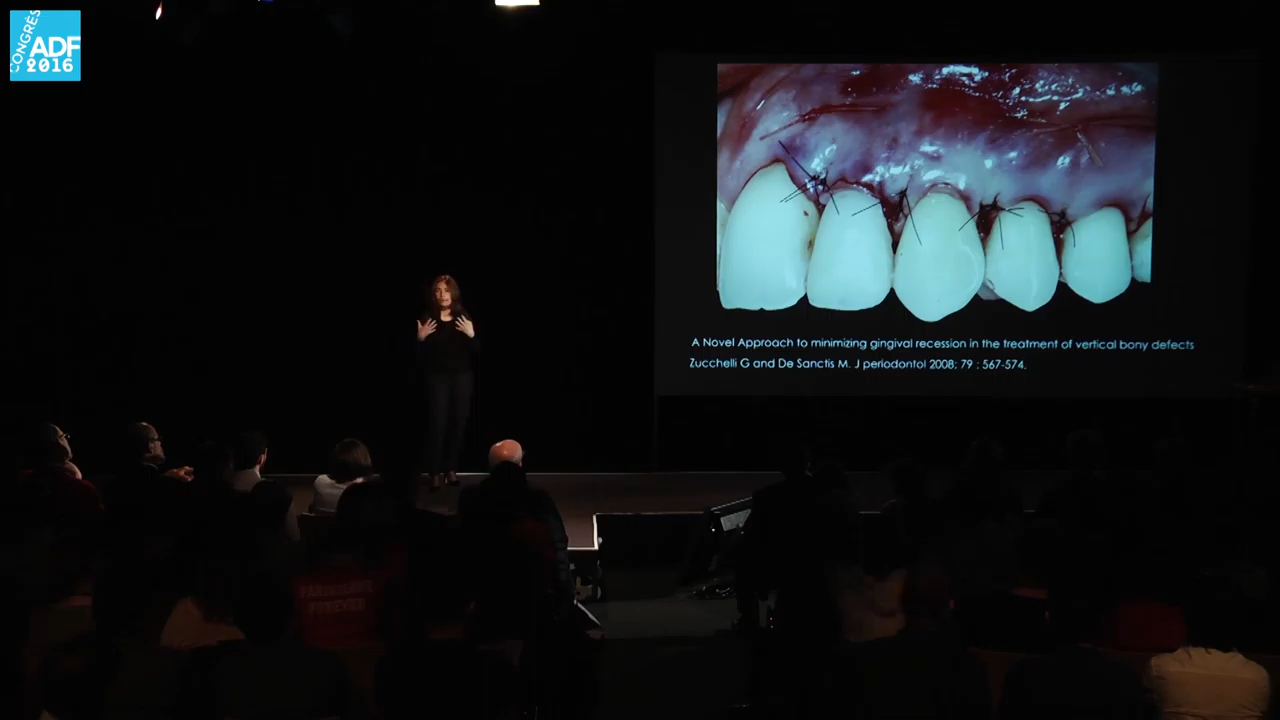 CONGRÈS
ADF
2016
A Novel Approach to minimizing gingival recession in the treatment of vertical bony defects
Zucchelli G and De Sanctis M. J periodontol 2008; 79 : 567-574.
FOREVER